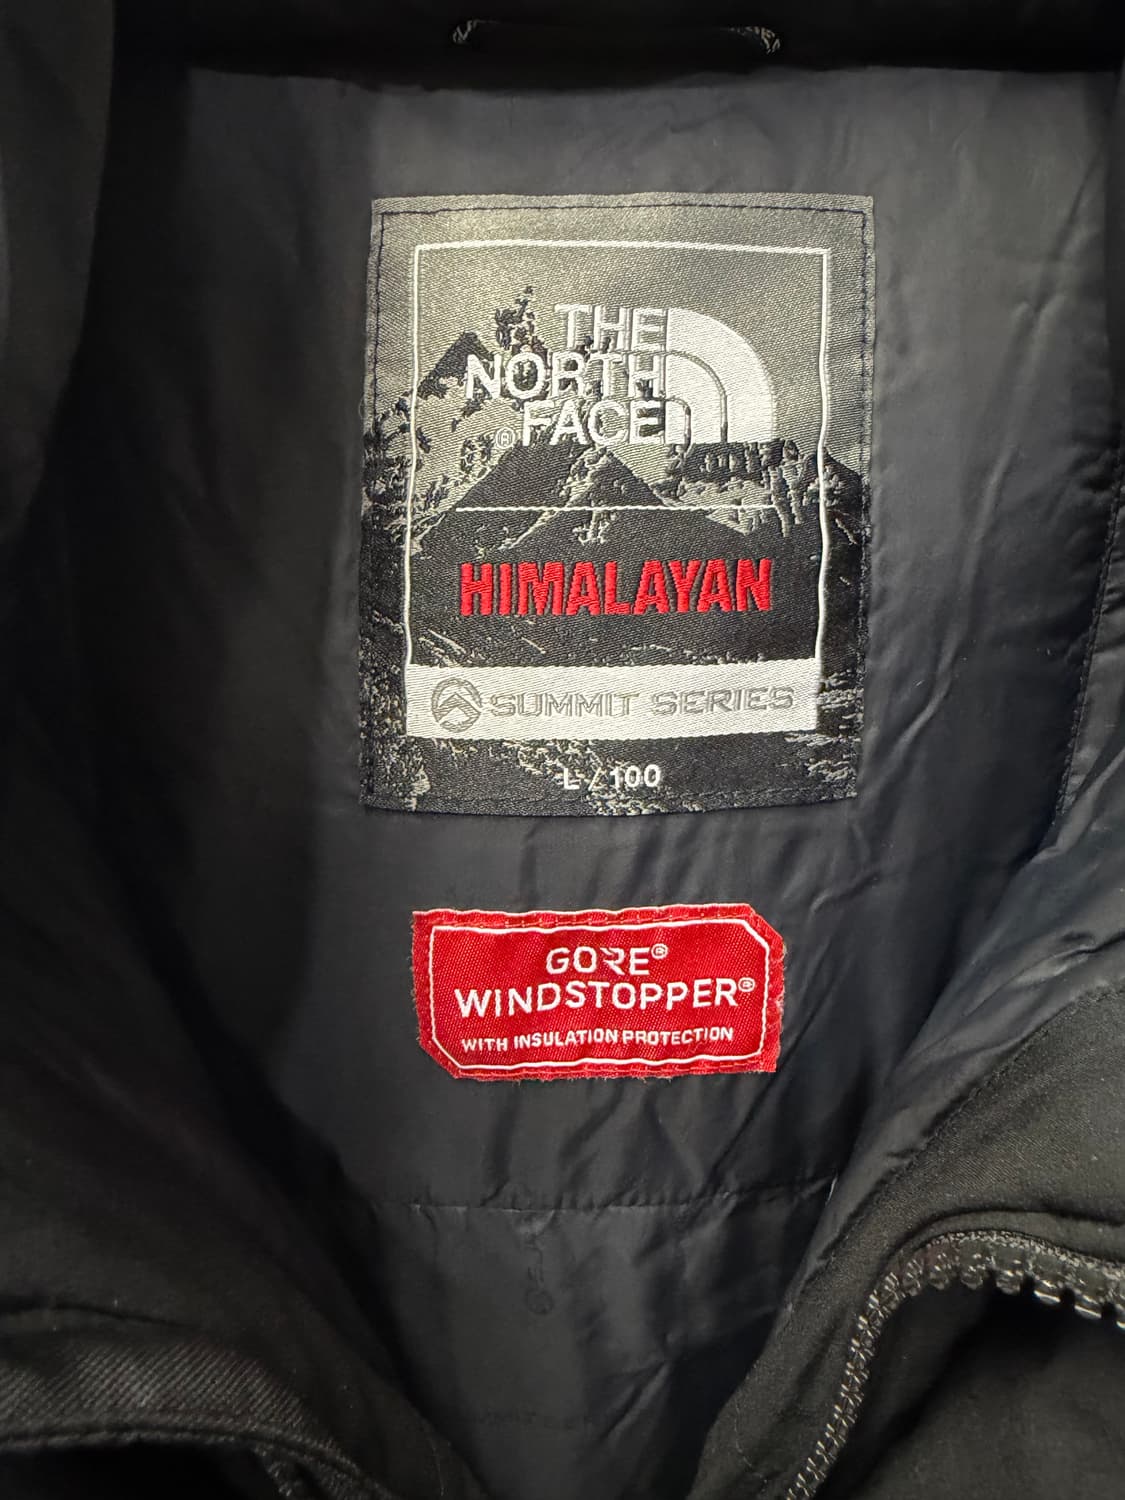 THE
NORTH
FACE®
HIMALAYAN
SUMMIT SERIES
L / 100
GORE®
WINDSTOPPER®
WITH INSULATION PROTECTION